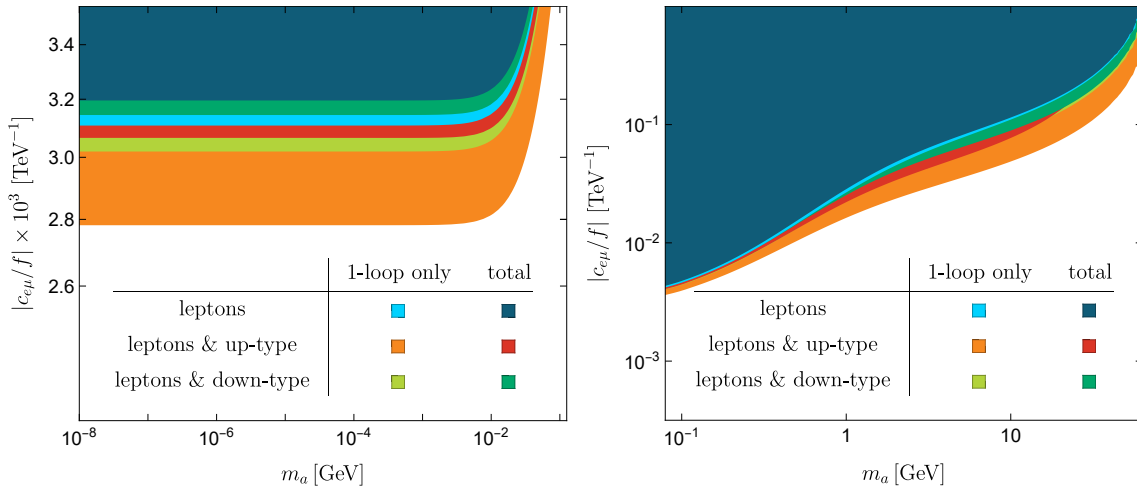 |c_{eμ}/f| × 10³ [TeV⁻¹]
3.4
3.2
3.0
2.8
2.6
1-loop only total
leptons
leptons & up-type
leptons & down-type
10⁻⁸ 10⁻⁶ 10⁻⁴ 10⁻²
m_a [GeV]
|c_{eμ}/f| [TeV⁻¹]
10⁻¹
10⁻²
10⁻³
1-loop only total
leptons
leptons & up-type
leptons & down-type
10⁻¹ 1 10
m_a [GeV]